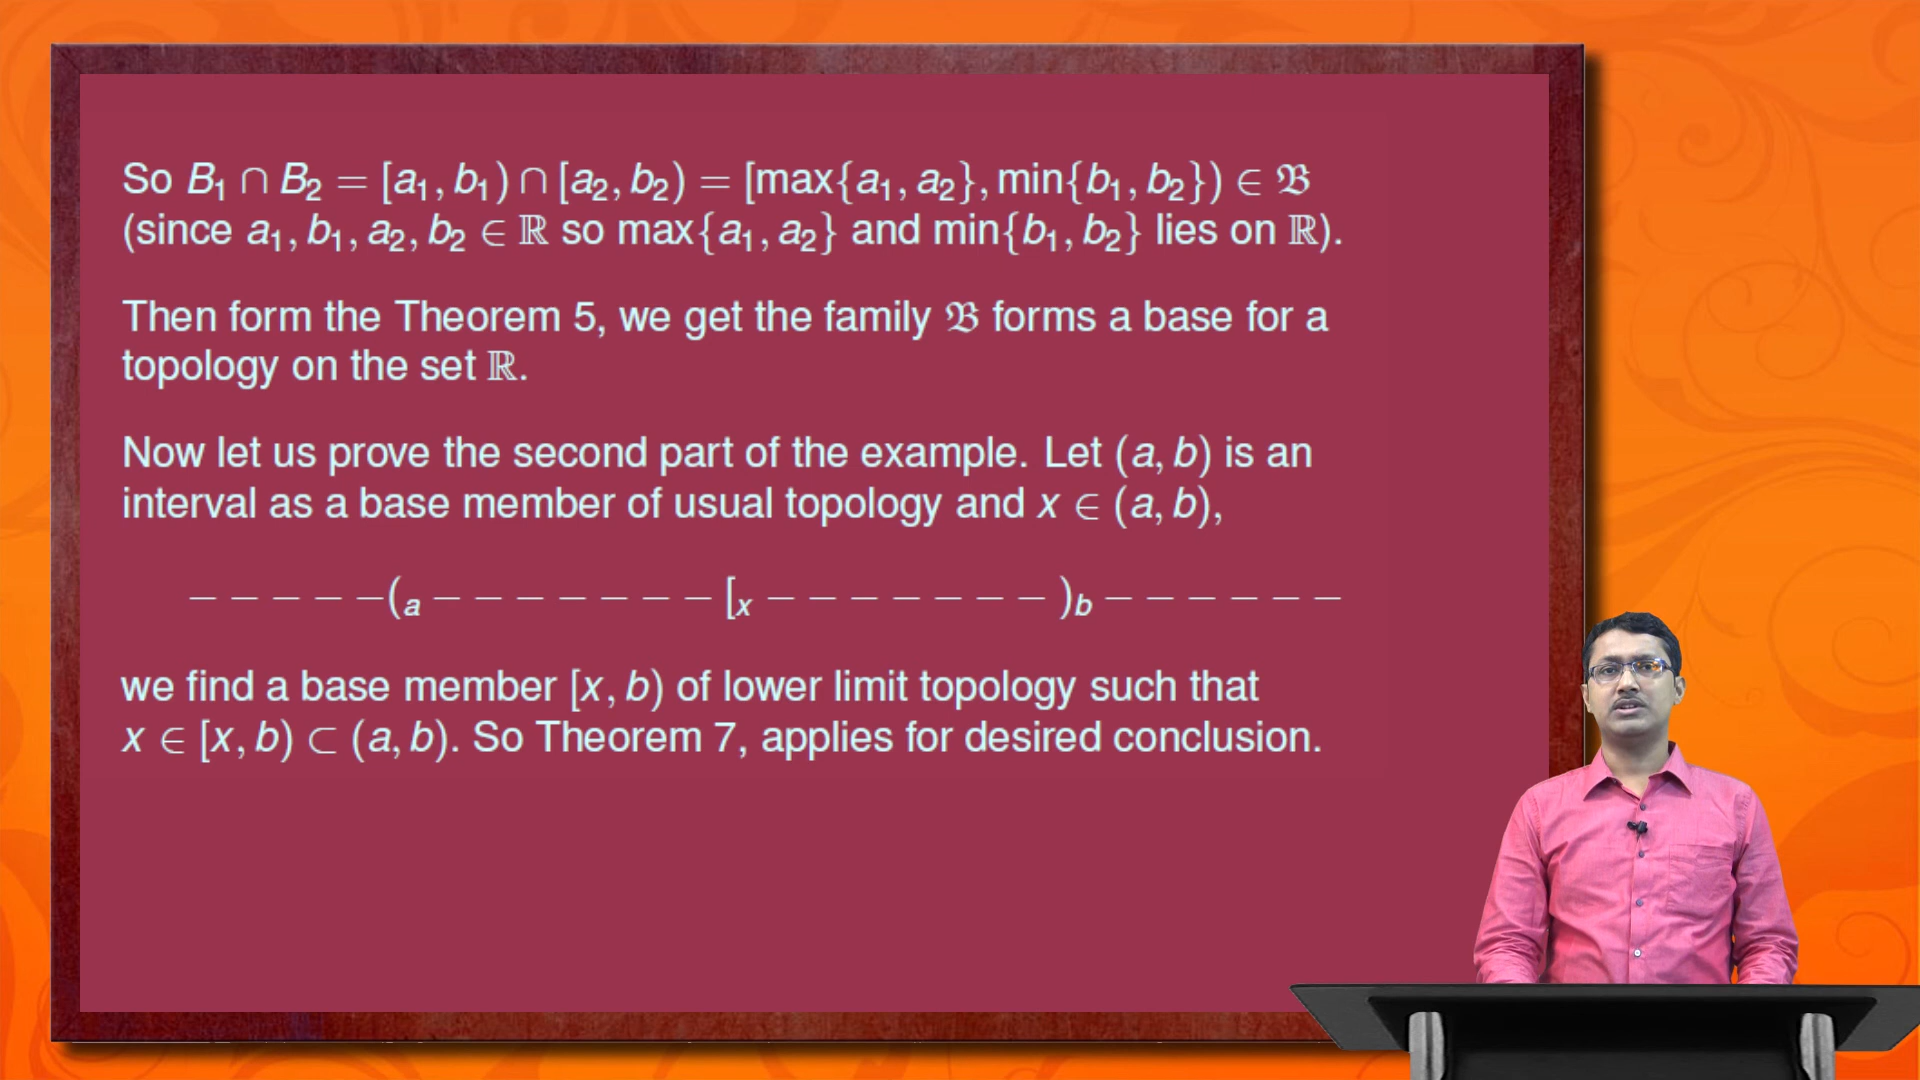 So B₁ ∩ B₂ = [a₁, b₁) ∩ [a₂, b₂) = [max{a₁, a₂}, min{b₁, b₂}) ∈ 𝔅
(since a₁, b₁, a₂, b₂ ∈ ℝ so max{a₁, a₂} and min{b₁, b₂} lies on ℝ).
Then form the Theorem 5, we get the family 𝔅 forms a base for a
topology on the set ℝ.
Now let us prove the second part of the example. Let (a, b) is an
interval as a base member of usual topology and x ∈ (a, b),
− − − − −(ₐ − − − − − − − [ₓ − − − − − − − )_b − − − − − −
we find a base member [x, b) of lower limit topology such that
x ∈ [x, b) ⊂ (a, b). So Theorem 7, applies for desired conclusion.